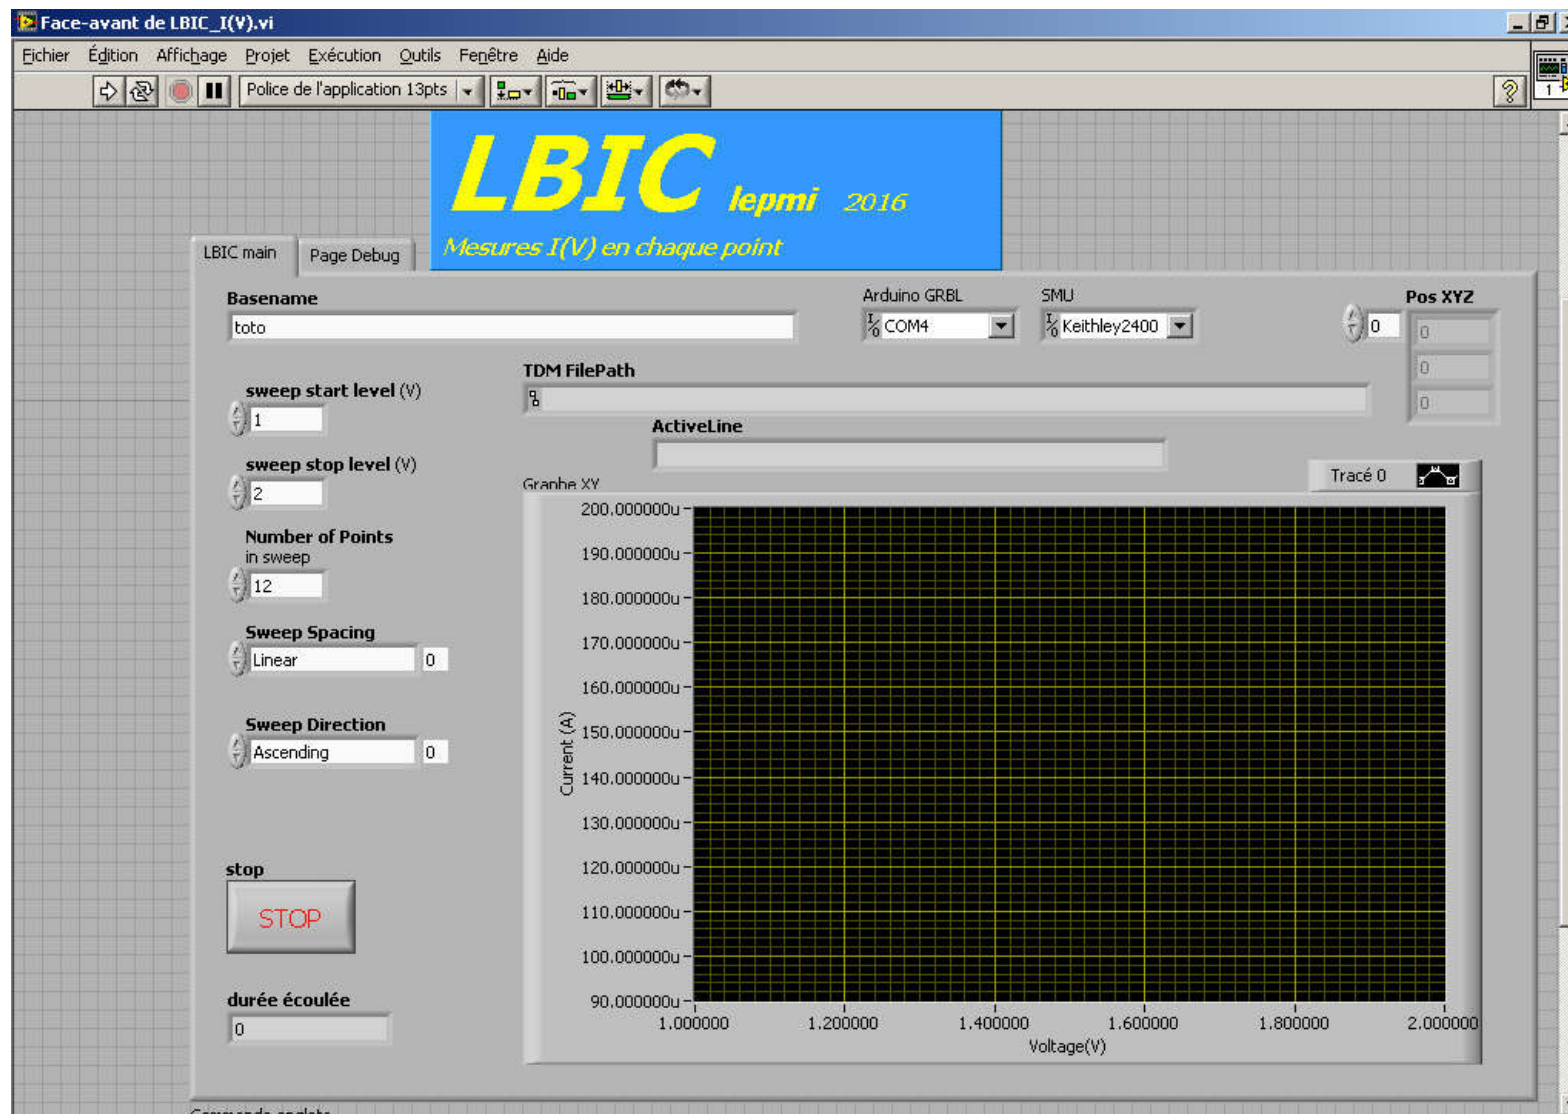 Face-avant de LBIC_I(V).vi
Fichier Édition Affichage Projet Exécution Outils Fenêtre Aide
Police de l'application 13pts
1
LBIC lepmi 2016
Mesures I(V) en chaque point
LBIC main Page Debug
Basename
toto
Arduino GRBL
COM4
SMU
Keithley2400
Pos XYZ
0
0
0
0
TDM FilePath
ActiveLine
sweep start level (V)
1
sweep stop level (V)
2
Number of Points
in sweep
12
Sweep Spacing
Linear 0
Sweep Direction
Ascending 0
stop
STOP
durée écoulée
0
Graphe XY
Tracé 0
200.000000u
190.000000u
180.000000u
170.000000u
160.000000u
150.000000u
140.000000u
130.000000u
120.000000u
110.000000u
100.000000u
90.000000u
Current (A)
1.000000 1.200000 1.400000 1.600000 1.800000 2.000000
Voltage(V)